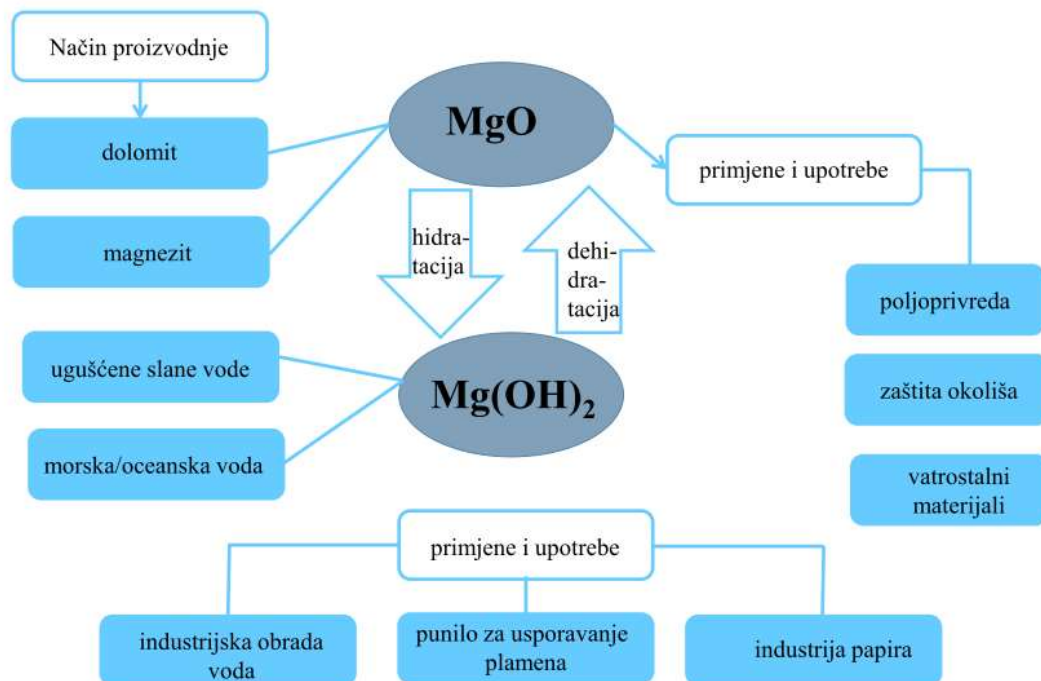 Način proizvodnje
MgO
dolomit
primjene i upotrebe
magnezit
hidra-
tacija
dehi-
dra-
tacija
poljoprivreda
ugušćene slane vode
zaštita okoliša
Mg(OH)₂
morska/oceanska voda
vatrostalni
materijali
primjene i upotrebe
industrijska obrada
voda
punilo za usporavanje
plamena
industrija papira